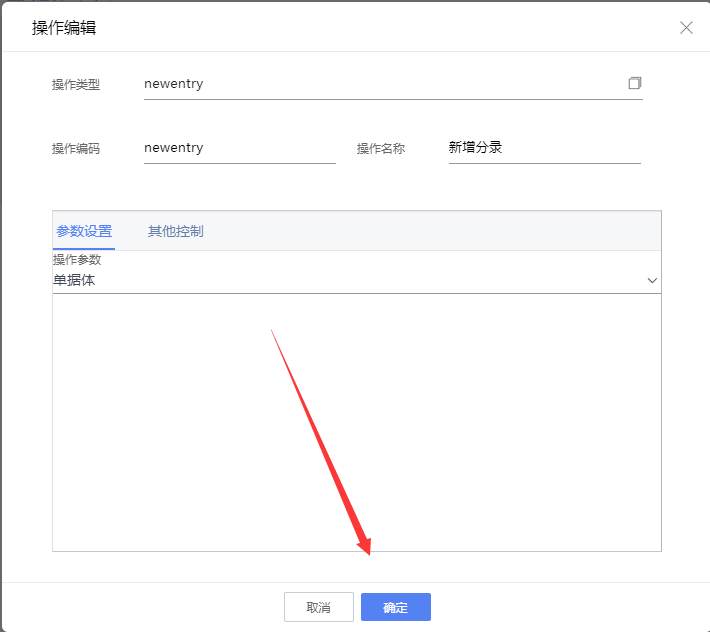 操作编辑
操作类型 newentry
操作编码 newentry 操作名称 新增分录
参数设置 其他控制
操作参数
单据体
取消 确定